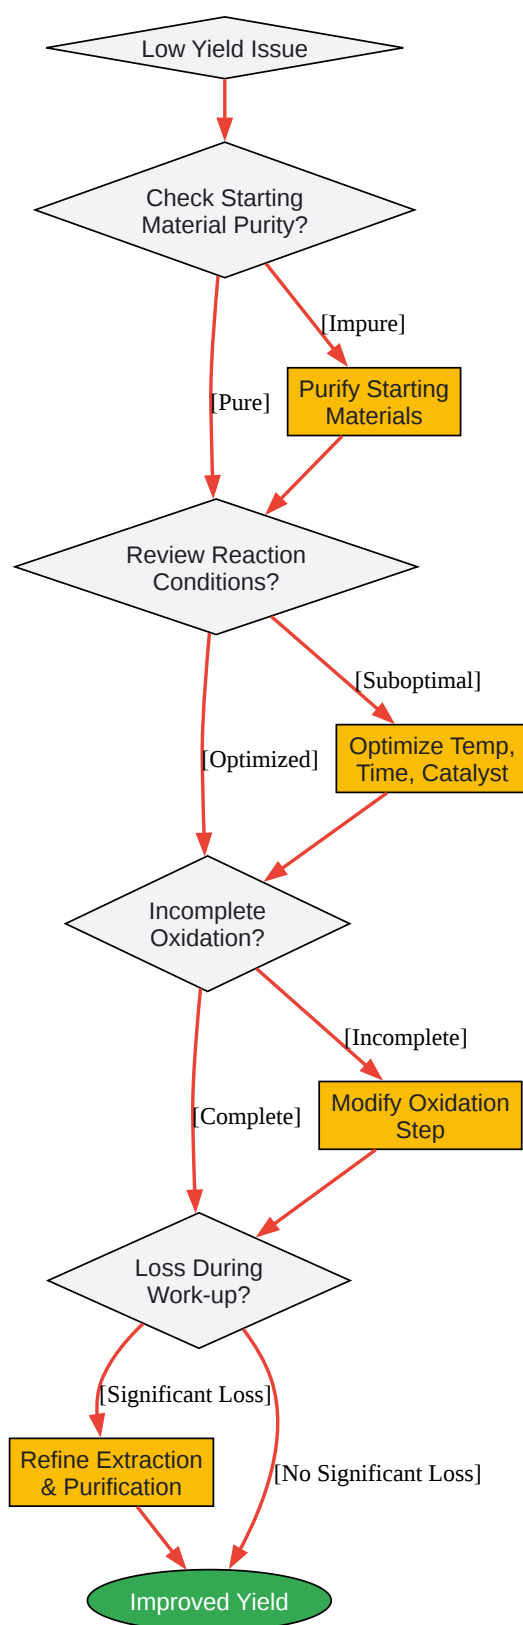 Low Yield Issue
Check Starting
Material Purity?
[Impure]
Purify Starting
Materials
[Pure]
Review Reaction
Conditions?
[Suboptimal]
Optimize Temp,
Time, Catalyst
[Optimized]
Incomplete
Oxidation?
[Incomplete]
Modify Oxidation
Step
[Complete]
Loss During
Work-up?
[Significant Loss]
Refine Extraction
& Purification
[No Significant Loss]
Improved Yield